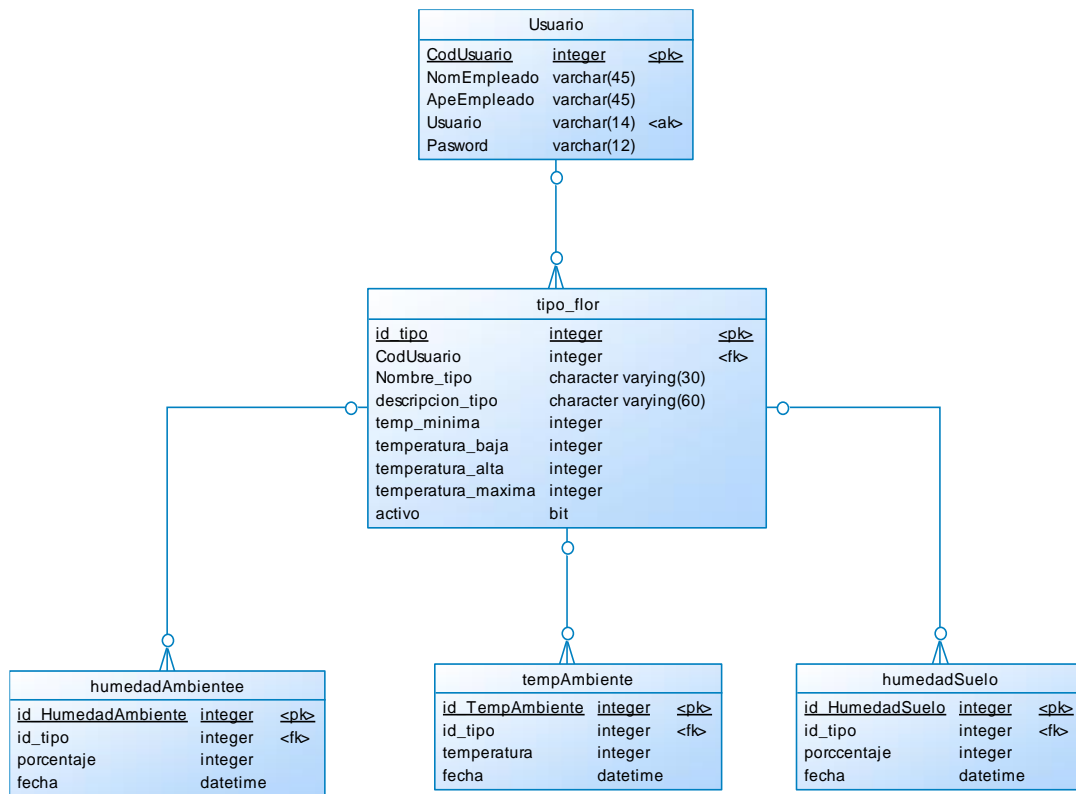 Usuario
CodUsuario integer <pk>
NomEmpleado varchar(45)
ApeEmpleado varchar(45)
Usuario varchar(14) <ak>
Pasword varchar(12)
tipo_flor
id_tipo integer <pk>
CodUsuario integer <fk>
Nombre_tipo character varying(30)
descripcion_tipo character varying(60)
temp_minima integer
temperatura_baja integer
temperatura_alta integer
temperatura_maxima integer
activo bit
humedadAmbientee
id_HumedadAmbiente integer <pk>
id_tipo integer <fk>
porcentaje integer
fecha datetime
tempAmbiente
id_TempAmbiente integer <pk>
id_tipo integer <fk>
temperatura integer
fecha datetime
humedadSuelo
id_HumedadSuelo integer <pk>
id_tipo integer <fk>
porccentaje integer
fecha datetime